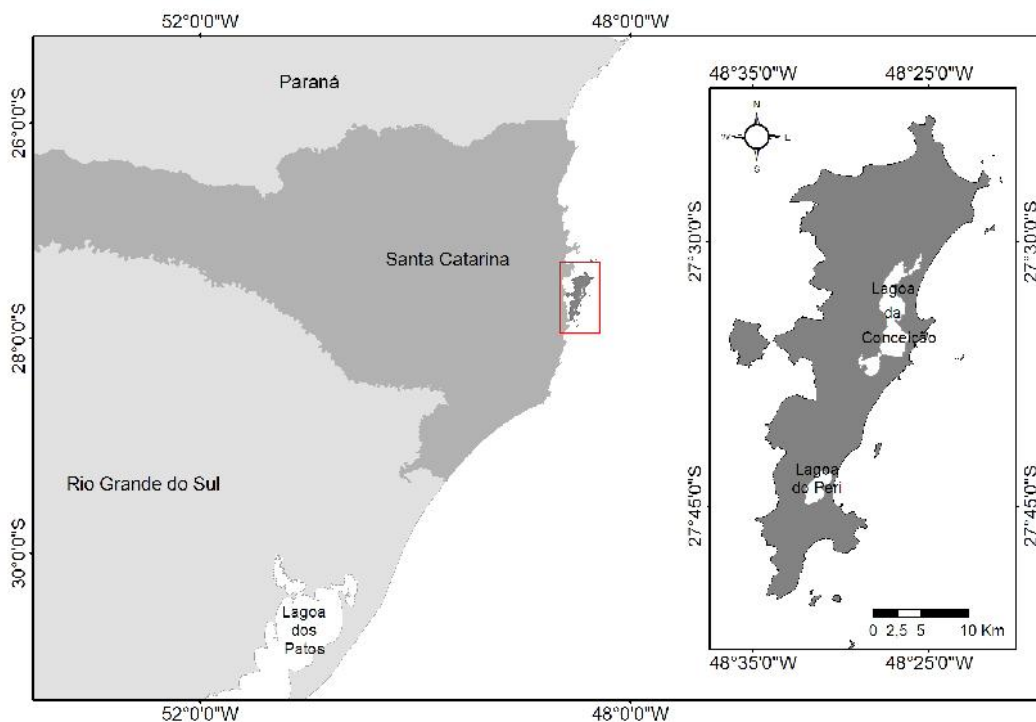 52°0'0"W
48°0'0"W
Paraná
26°0'0"S
Santa Catarina
28°0'0"S
Rio Grande do Sul
30°0'0"S
Lagoa
dos
Patos
52°0'0"W
48°0'0"W
48°35'0"W
48°25'0"W
N
W
L
S
27°30'0"S
27°30'0"S
Lagoa
da
Conceição
Lagoa
do Peri
27°45'0"S
27°45'0"S
0 2.5 5 10 Km
48°35'0"W
48°25'0"W